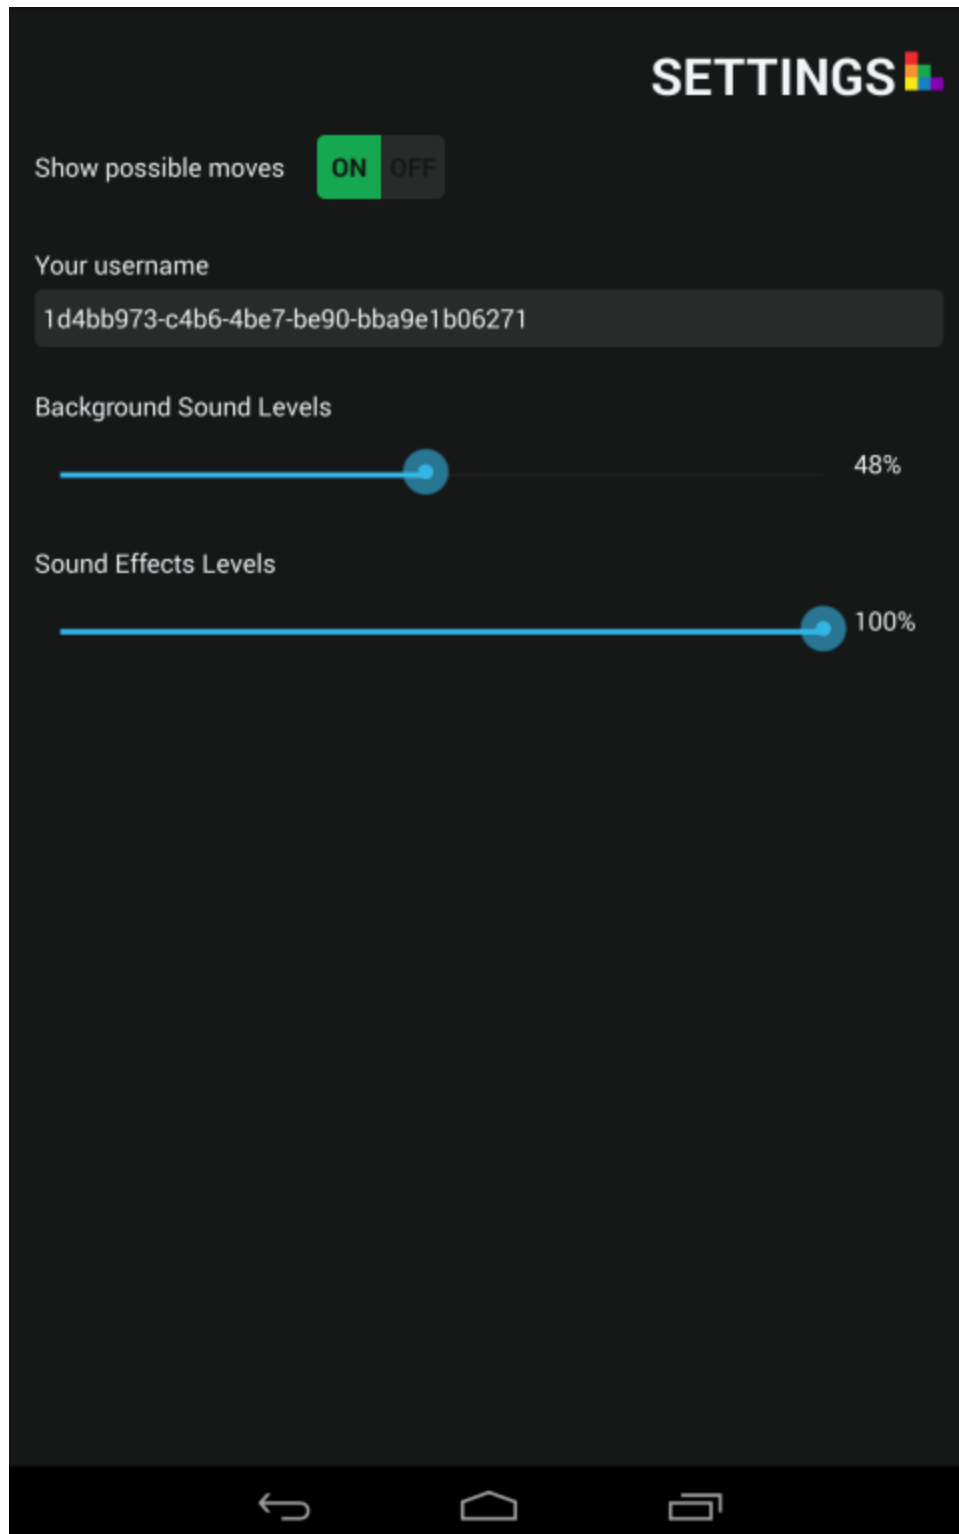 SETTINGS
Show possible moves ON OFF
Your username
1d4bb973-c4b6-4be7-be90-bba9e1b06271
Background Sound Levels
48%
Sound Effects Levels
100%